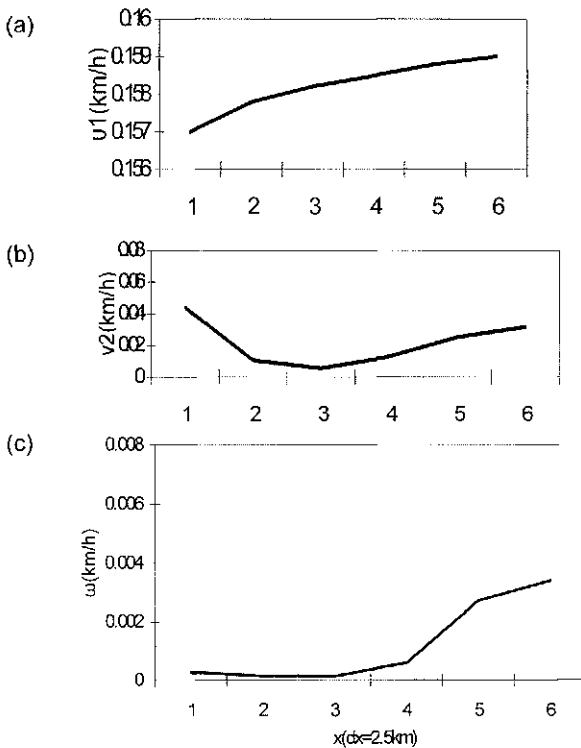 (a)
υ1(km/h)
0.16
0.159
0.158
0.157
0.156
1 2 3 4 5 6
(b)
v2(km/h)
0.08
0.06
0.04
0.02
0
1 2 3 4 5 6
(c)
ω(km/h)
0.008
0.006
0.004
0.002
0
1 2 3 4 5 6
x(dx=2.5km)